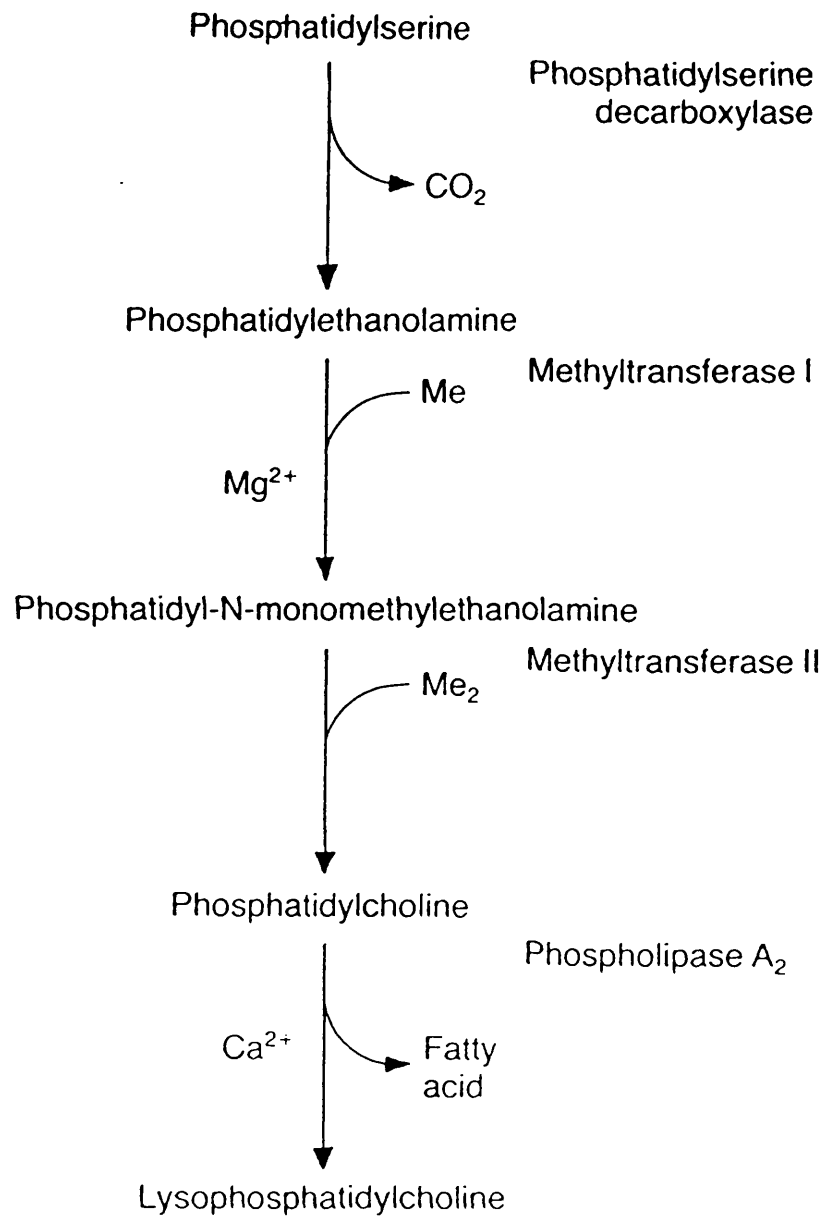 Phosphatidylserine
Phosphatidylserine
decarboxylase
CO₂
Phosphatidylethanolamine
Methyltransferase I
Me
Mg²⁺
Phosphatidyl-N-monomethylethanolamine
Methyltransferase II
Me₂
Phosphatidylcholine
Phospholipase A₂
Ca²⁺
Fatty
acid
Lysophosphatidylcholine